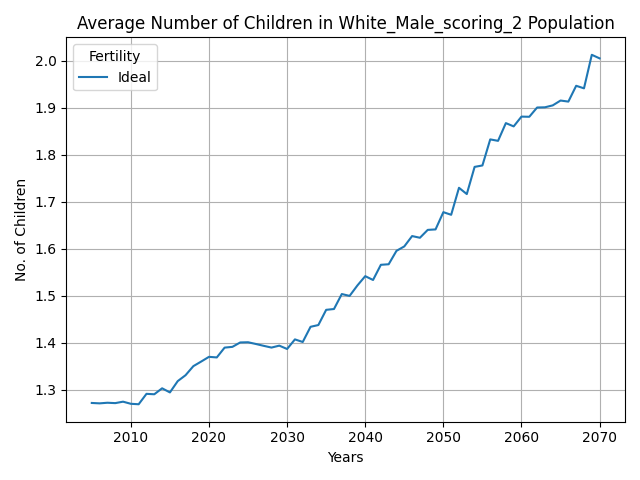 Average Number of Children in White_Male_scoring_2 Population
Fertility
Ideal
2.0
1.9
1.8
1.7
1.6
1.5
1.4
1.3
No. of Children
2010 2020 2030 2040 2050 2060 2070
Years